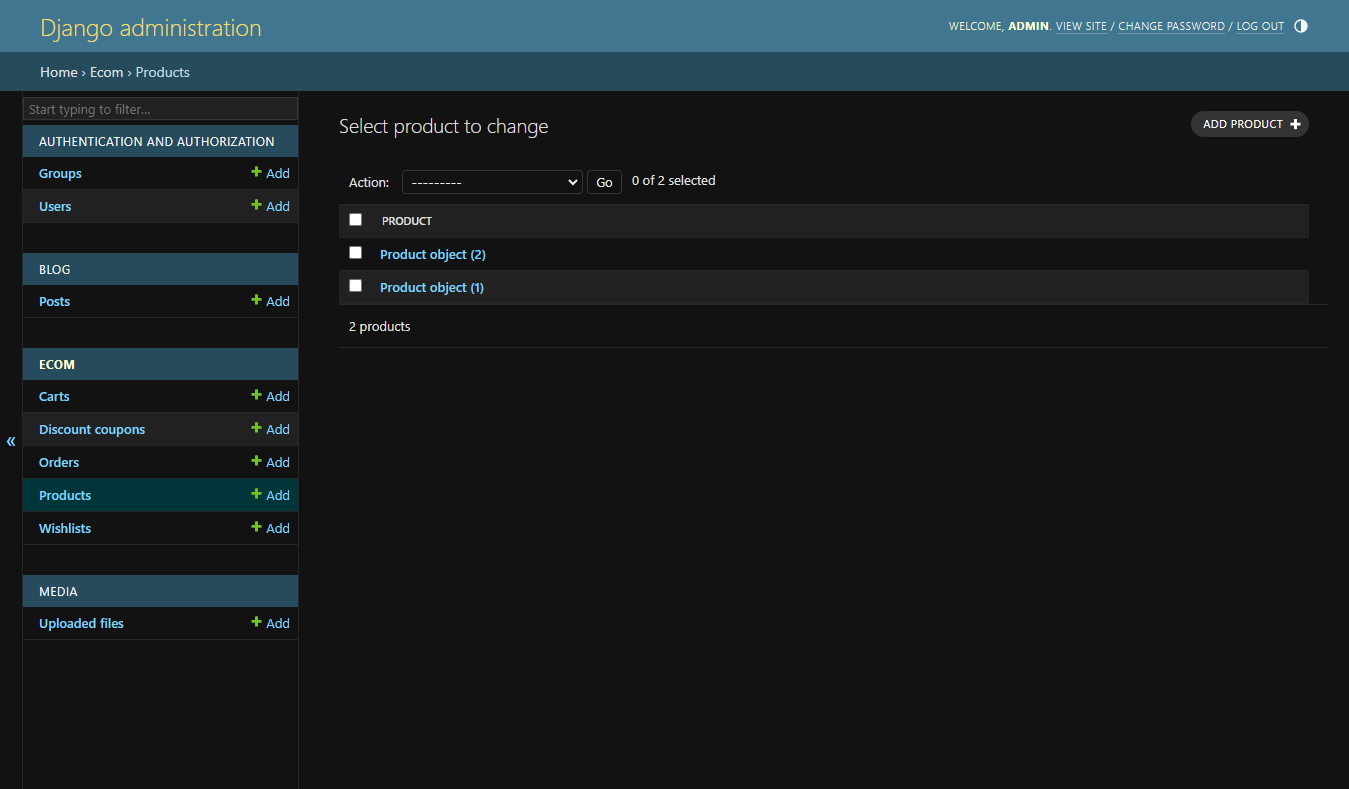 Django administration
WELCOME, ADMIN. VIEW SITE / CHANGE PASSWORD / LOG OUT
Home › Ecom › Products
Start typing to filter...
AUTHENTICATION AND AUTHORIZATION
Groups + Add
Users + Add
BLOG
Posts + Add
ECOM
Carts + Add
Discount coupons + Add
Orders + Add
Products + Add
Wishlists + Add
MEDIA
Uploaded files + Add
«
Select product to change
ADD PRODUCT +
Action: --------- Go 0 of 2 selected
PRODUCT
Product object (2)
Product object (1)
2 products